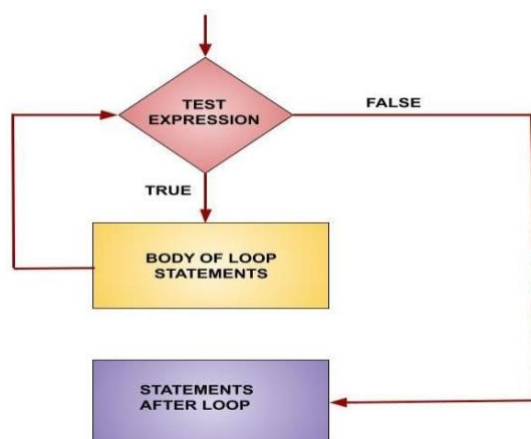 TEST
EXPRESSION
FALSE
TRUE
BODY OF LOOP
STATEMENTS
STATEMENTS
AFTER LOOP